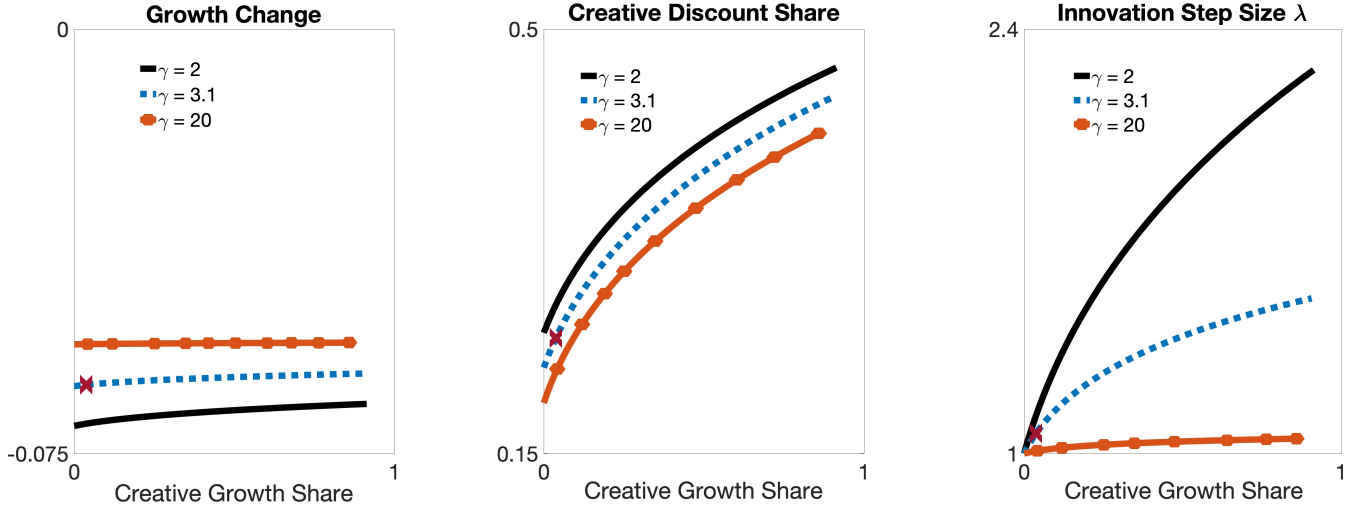 Growth Change
0
γ = 2
γ = 3.1
γ = 20
-0.075
0
1
Creative Growth Share
Creative Discount Share
0.5
γ = 2
γ = 3.1
γ = 20
0.15
0
1
Creative Growth Share
Innovation Step Size λ
2.4
γ = 2
γ = 3.1
γ = 20
1
0
1
Creative Growth Share